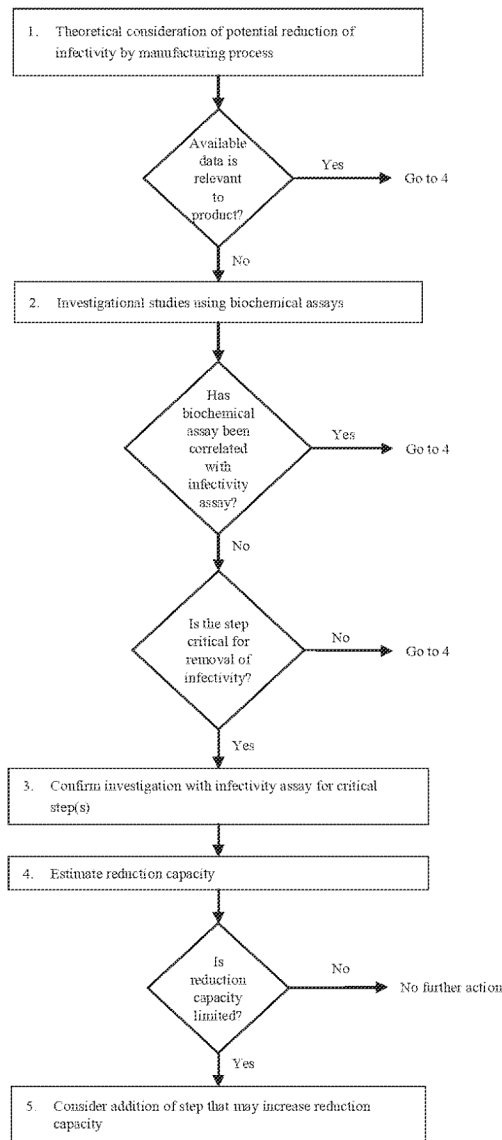 1. Theoretical consideration of potential reduction of
infectivity by manufacturing process
Available
data is
relevant
to
product?
Yes
Go to 4
No
2. Investigational studies using biochemical assays
Has
biochemical
assay been
correlated
with
infectivity
assay?
Yes
Go to 4
No
Is the step
critical for
removal of
infectivity?
No
Go to 4
Yes
3. Confirm investigation with infectivity assay for critical
step(s)
4. Estimate reduction capacity
Is
reduction
capacity
limited?
No
No further action
Yes
5. Consider addition of step that may increase reduction
capacity